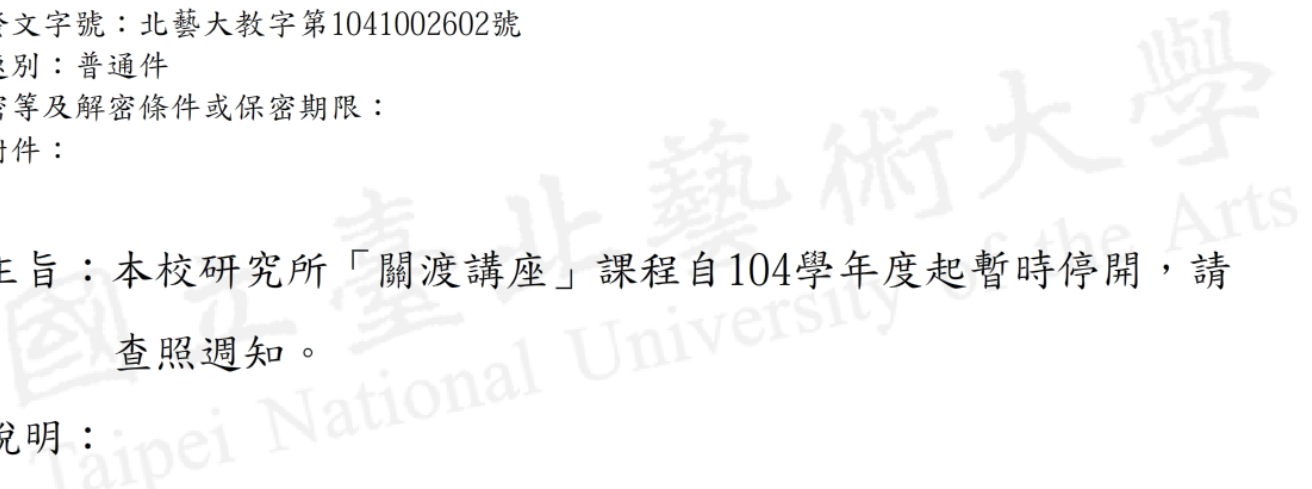 發文字號：北藝大教字第1041002602號
速別：普通件
密等及解密條件或保密期限：
附件：
國立臺北藝術大學
Taipei National University of the Arts
主旨：本校研究所「關渡講座」課程自104學年度起暫時停開，請
查照週知。
說明：